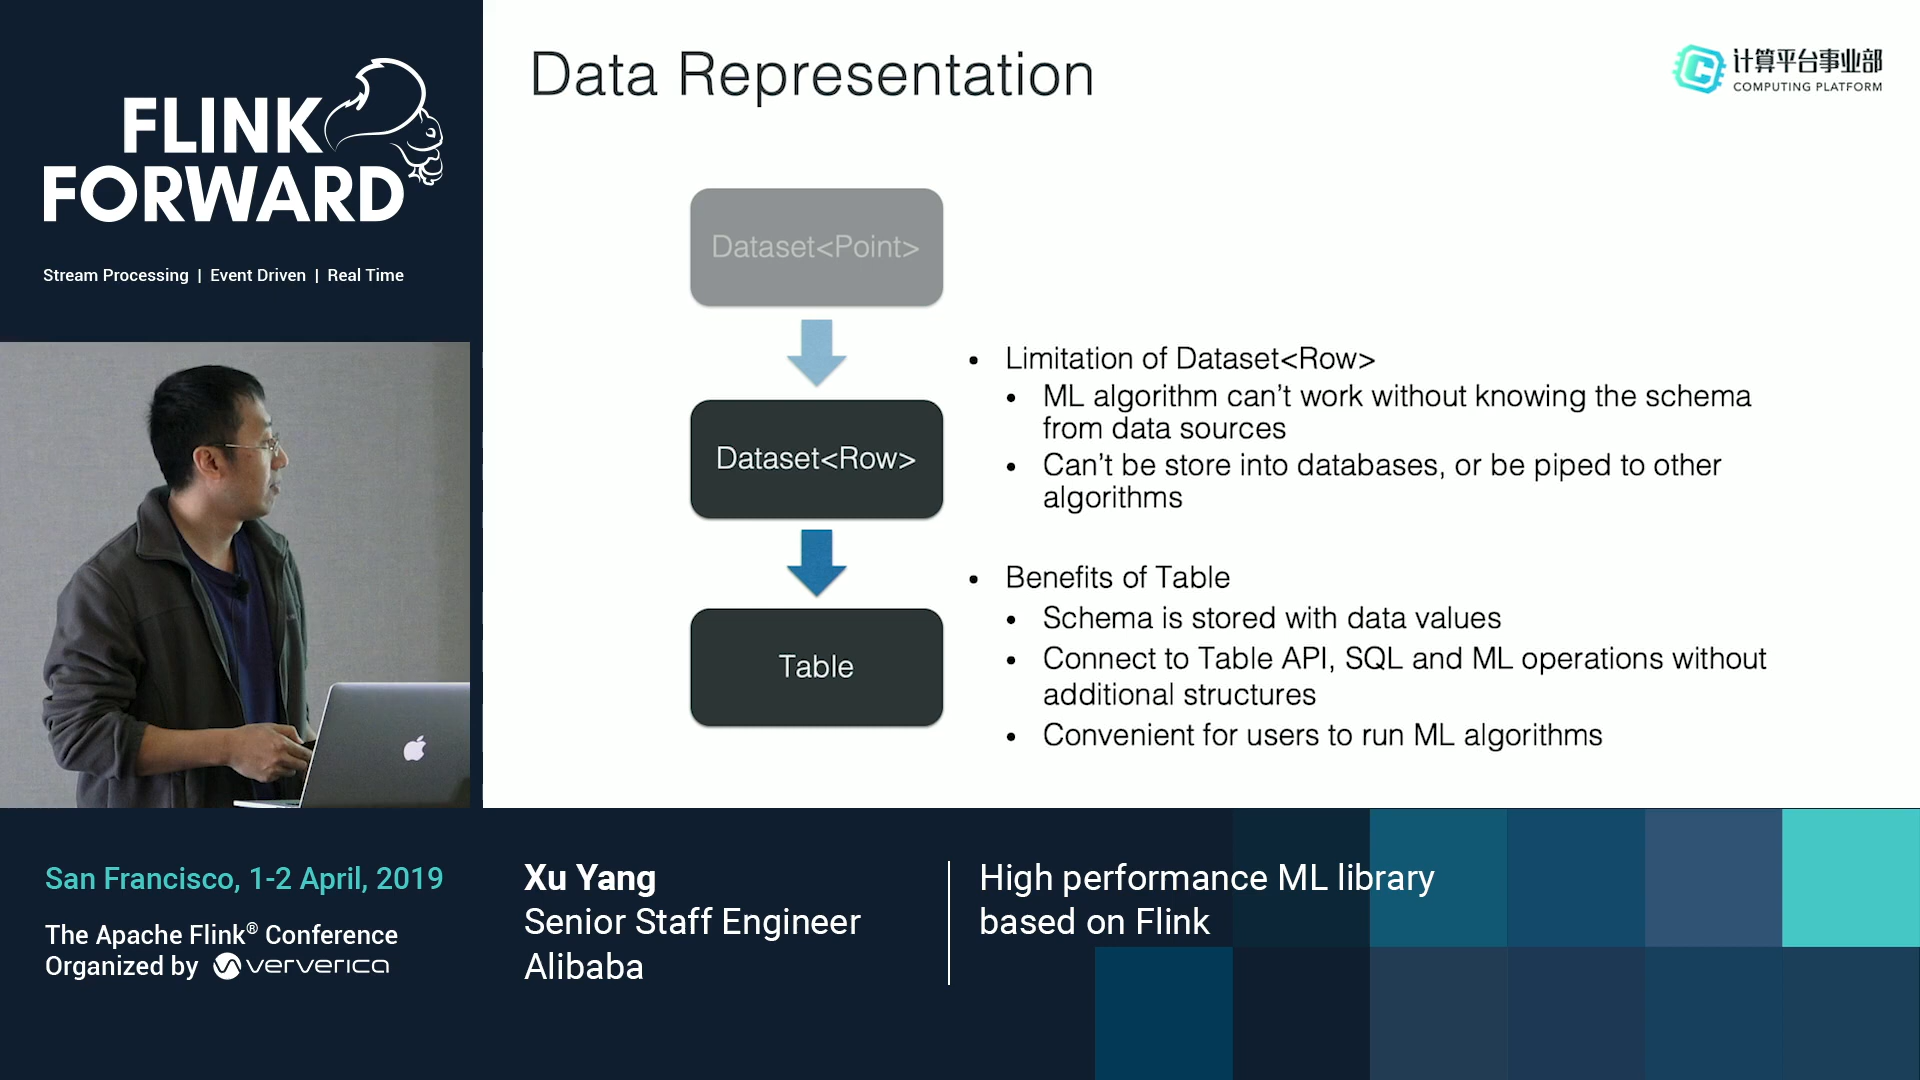 FLINK
FORWARD
Stream Processing | Event Driven | Real Time
Data Representation
计算平台事业部
COMPUTING PLATFORM
Dataset<Point>
Dataset<Row>
Table
• Limitation of Dataset<Row>
• ML algorithm can't work without knowing the schema
from data sources
• Can't be store into databases, or be piped to other
algorithms
• Benefits of Table
• Schema is stored with data values
• Connect to Table API, SQL and ML operations without
additional structures
• Convenient for users to run ML algorithms
San Francisco, 1-2 April, 2019
The Apache Flink® Conference
Organized by ververica
Xu Yang
Senior Staff Engineer
Alibaba
High performance ML library
based on Flink